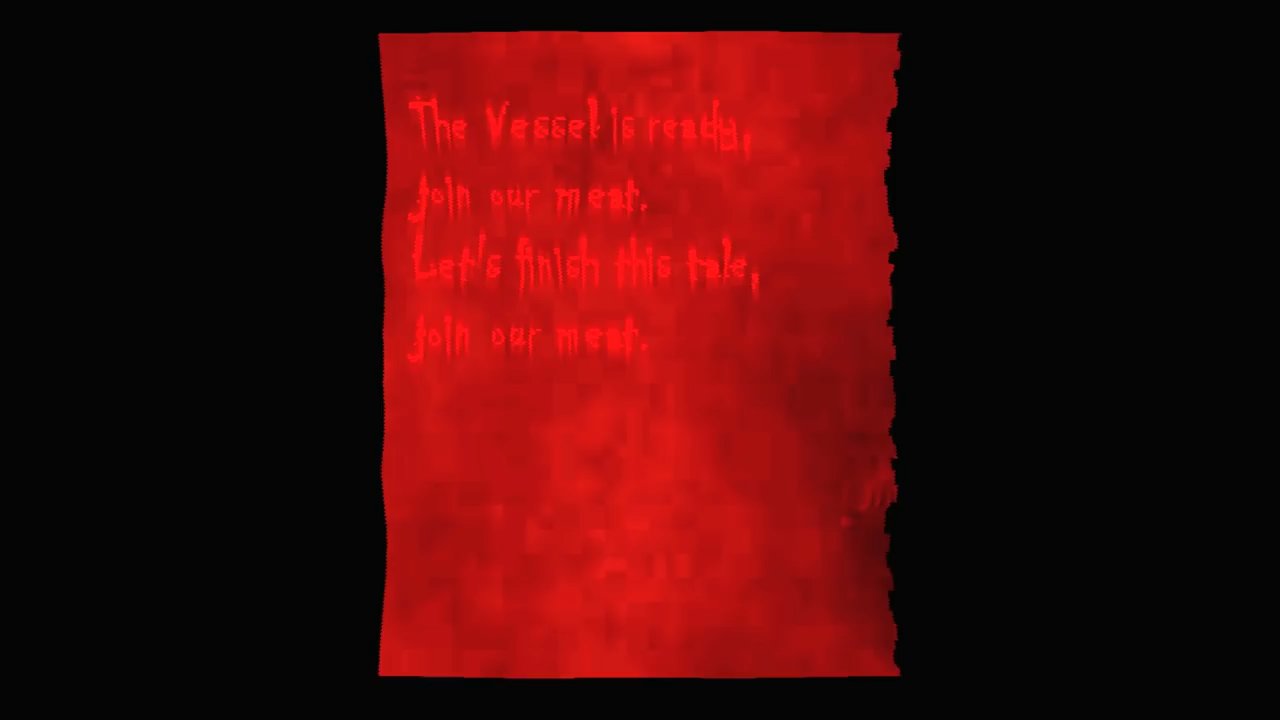 The Vessel is ready,
join our meat.
Let's finish this tale,
join our meat.